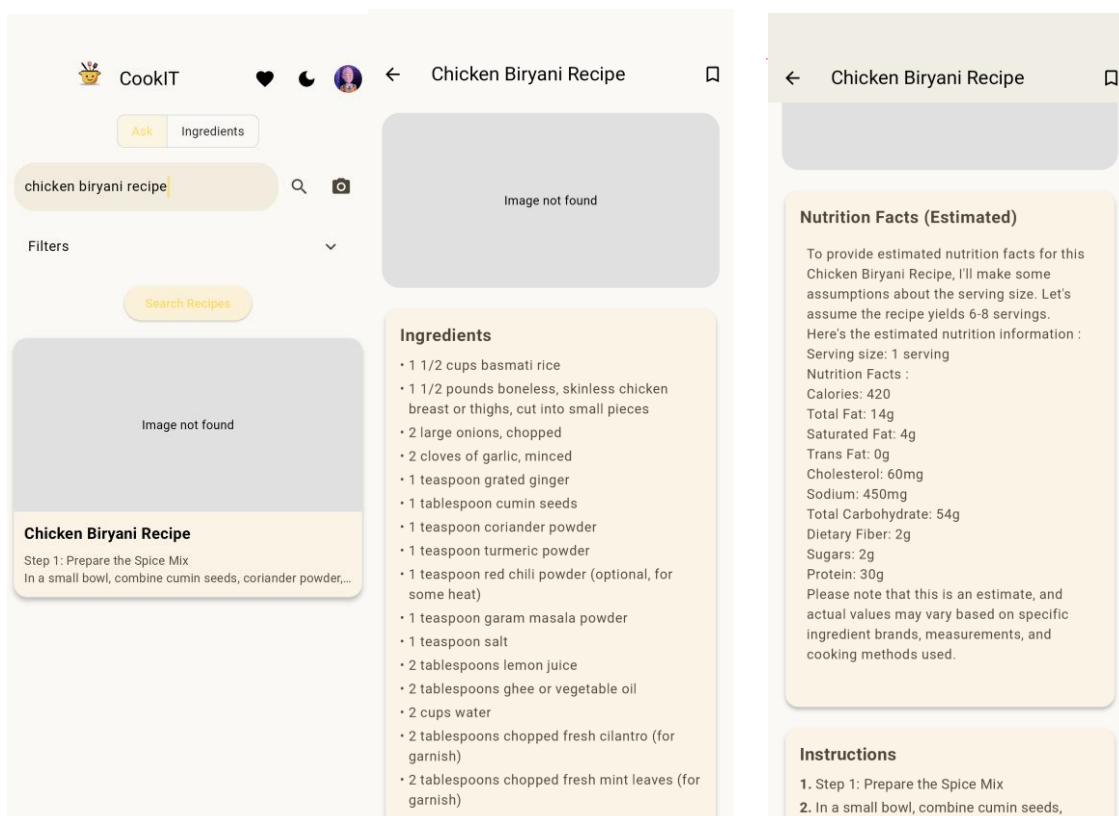 CookIT
Ask
Ingredients
chicken biryani recipe
Filters
Search Recipes
Image not found
Chicken Biryani Recipe
Step 1: Prepare the Spice Mix
In a small bowl, combine cumin seeds, coriander powder,...
Chicken Biryani Recipe
Image not found
Ingredients
• 1 1/2 cups basmati rice
• 1 1/2 pounds boneless, skinless chicken
breast or thighs, cut into small pieces
• 2 large onions, chopped
• 2 cloves of garlic, minced
• 1 teaspoon grated ginger
• 1 tablespoon cumin seeds
• 1 teaspoon coriander powder
• 1 teaspoon turmeric powder
• 1 teaspoon red chili powder (optional, for
some heat)
• 1 teaspoon garam masala powder
• 1 teaspoon salt
• 2 tablespoons lemon juice
• 2 tablespoons ghee or vegetable oil
• 2 cups water
• 2 tablespoons chopped fresh cilantro (for
garnish)
• 2 tablespoons chopped fresh mint leaves (for
garnish)
Chicken Biryani Recipe
Nutrition Facts (Estimated)
To provide estimated nutrition facts for this
Chicken Biryani Recipe, I'll make some
assumptions about the serving size. Let's
assume the recipe yields 6-8 servings.
Here's the estimated nutrition information :
Serving size: 1 serving
Nutrition Facts :
Calories: 420
Total Fat: 14g
Saturated Fat: 4g
Trans Fat: 0g
Cholesterol: 60mg
Sodium: 450mg
Total Carbohydrate: 54g
Dietary Fiber: 2g
Sugars: 2g
Protein: 30g
Please note that this is an estimate, and
actual values may vary based on specific
ingredient brands, measurements, and
cooking methods used.
Instructions
1. Step 1: Prepare the Spice Mix
2. In a small bowl, combine cumin seeds,